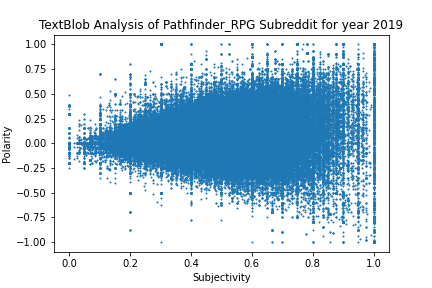 TextBlob Analysis of Pathfinder_RPG Subreddit for year 2019
1.00
0.75
0.50
0.25
0.00
−0.25
−0.50
−0.75
−1.00
Polarity
0.0 0.2 0.4 0.6 0.8 1.0
Subjectivity